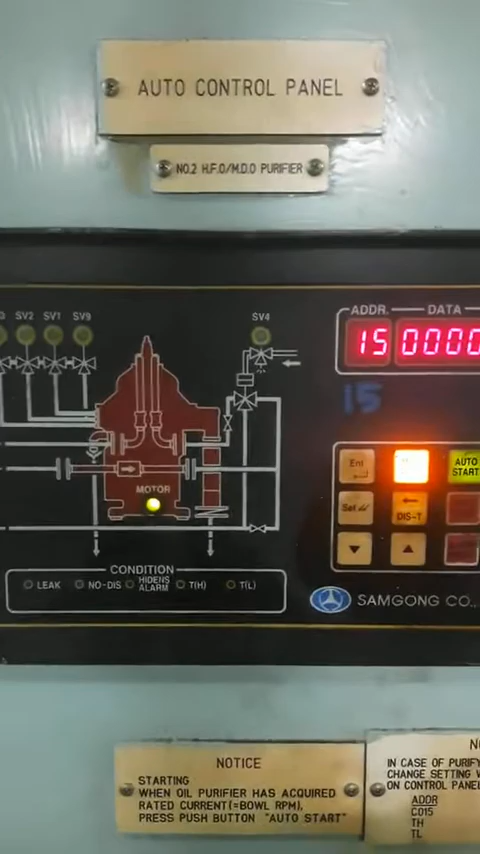 AUTO CONTROL PANEL
NO.2 H.F.O/M.D.O PURIFIER
SV2 SV1 SV9
SV4
ADDR. DATA
15 0000
15
Ent
AUTO START
Set
DIS-T
MOTOR
CONDITION
LEAK NO-DIS HIDENS ALARM T(H) T(L)
SAMGONG CO.,
NOTICE
STARTING
WHEN OIL PURIFIER HAS ACQUIRED
RATED CURRENT(=BOWL RPM),
PRESS PUSH BUTTON "AUTO START"
IN CASE OF PURIFY
CHANGE SETTING
ON CONTROL PANEL
ADDR
C015
TH
TL